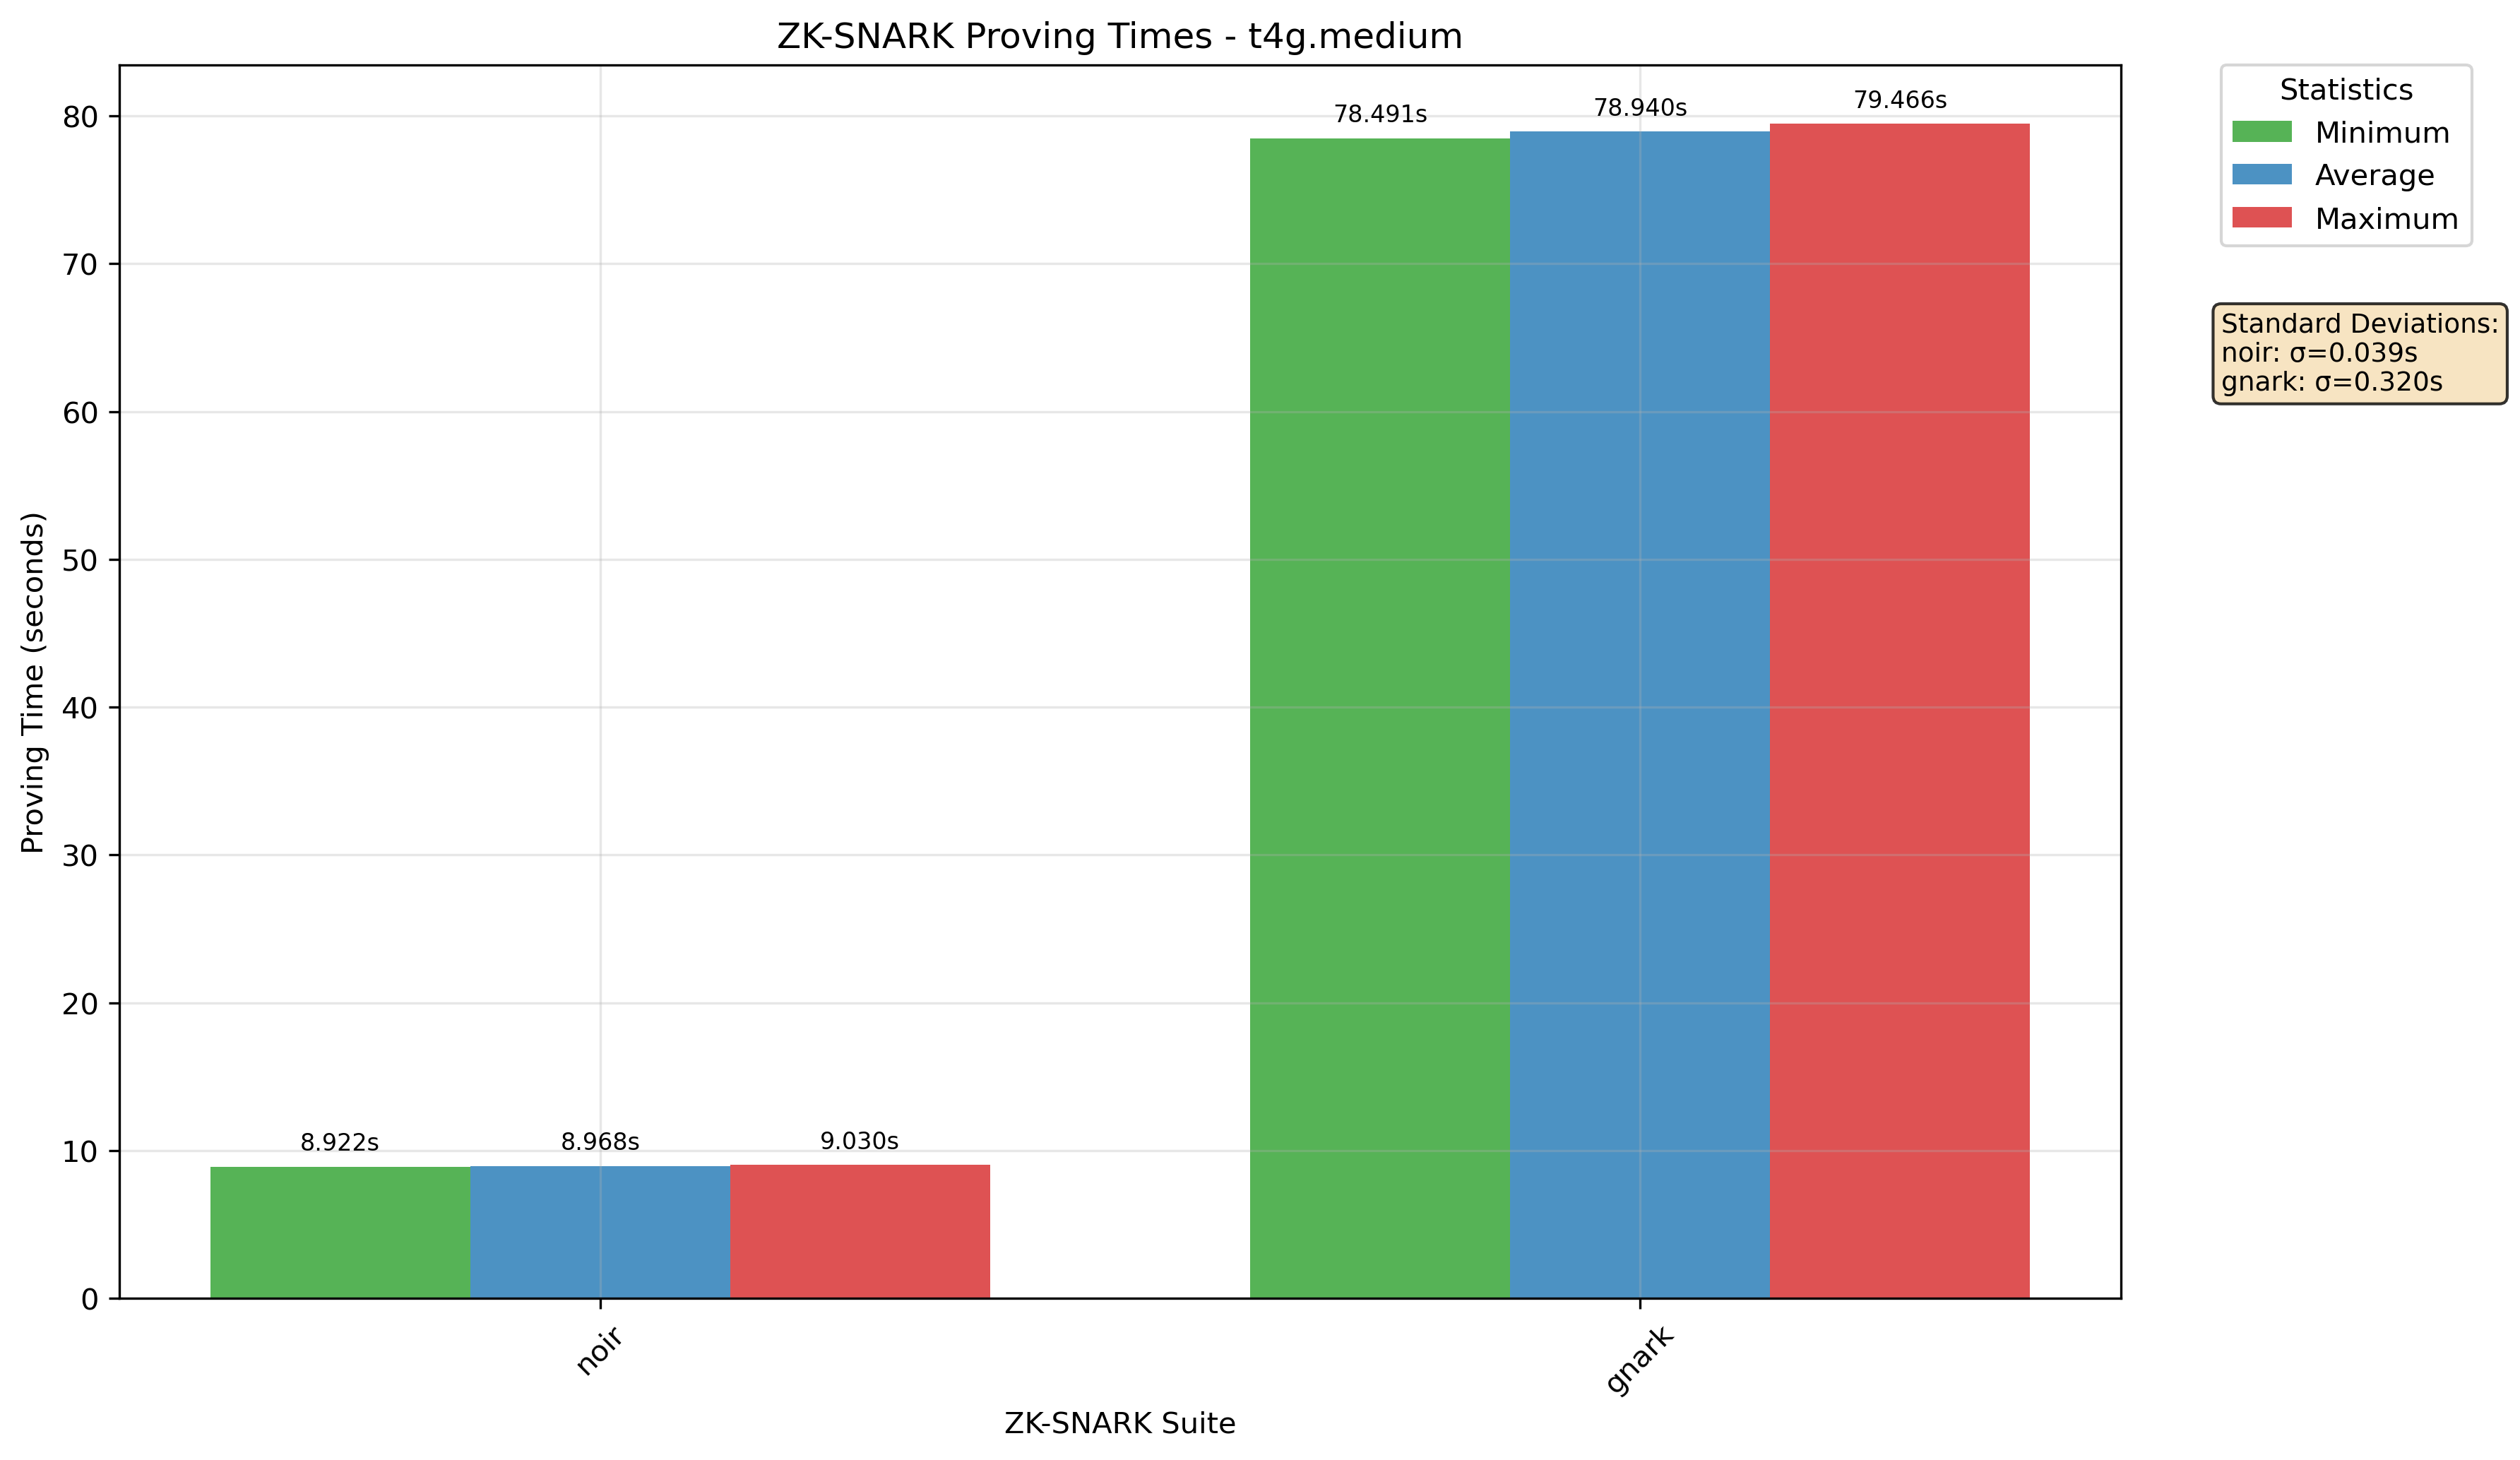 ZK-SNARK Proving Times - t4g.medium
Statistics
Minimum
Average
Maximum
Standard Deviations:
noir: σ=0.039s
gnark: σ=0.320s
Proving Time (seconds)
80
70
60
50
40
30
20
10
0
78.491s
78.940s
79.466s
8.922s
8.968s
9.030s
noir
gnark
ZK-SNARK Suite